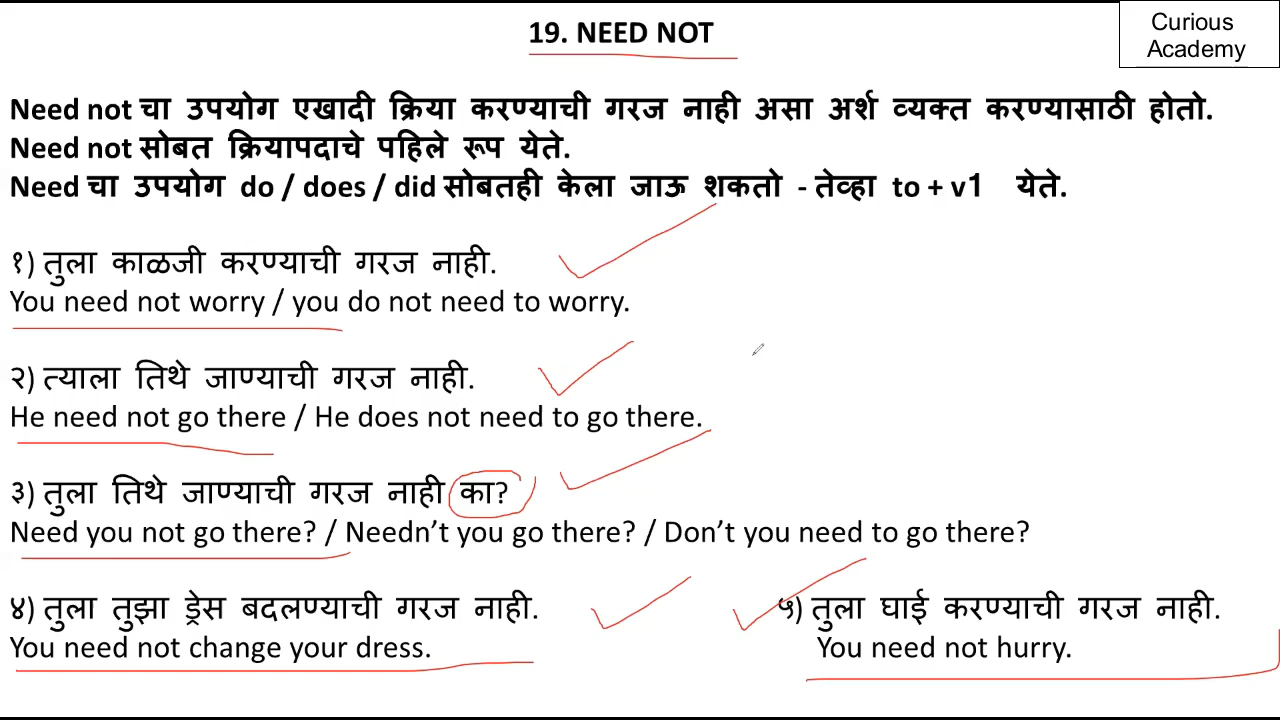 19. NEED NOT
Curious
Academy
Need not चा उपयोग एखादी क्रिया करण्याची गरज नाही असा अर्श व्यक्त करण्यासाठी होतो.
Need not सोबत क्रियापदाचे पहिले रूप येते.
Need चा उपयोग do / does / did सोबतही केला जाऊ शकतो - तेव्हा to + v1 येते.
१) तुला काळजी करण्याची गरज नाही.
You need not worry / you do not need to worry.
२) त्याला तिथे जाण्याची गरज नाही.
He need not go there / He does not need to go there.
३) तुला तिथे जाण्याची गरज नाही का?
Need you not go there? / Needn’t you go there? / Don’t you need to go there?
४) तुला तुझा ड्रेस बदलण्याची गरज नाही.
You need not change your dress.
५) तुला घाई करण्याची गरज नाही.
You need not hurry.